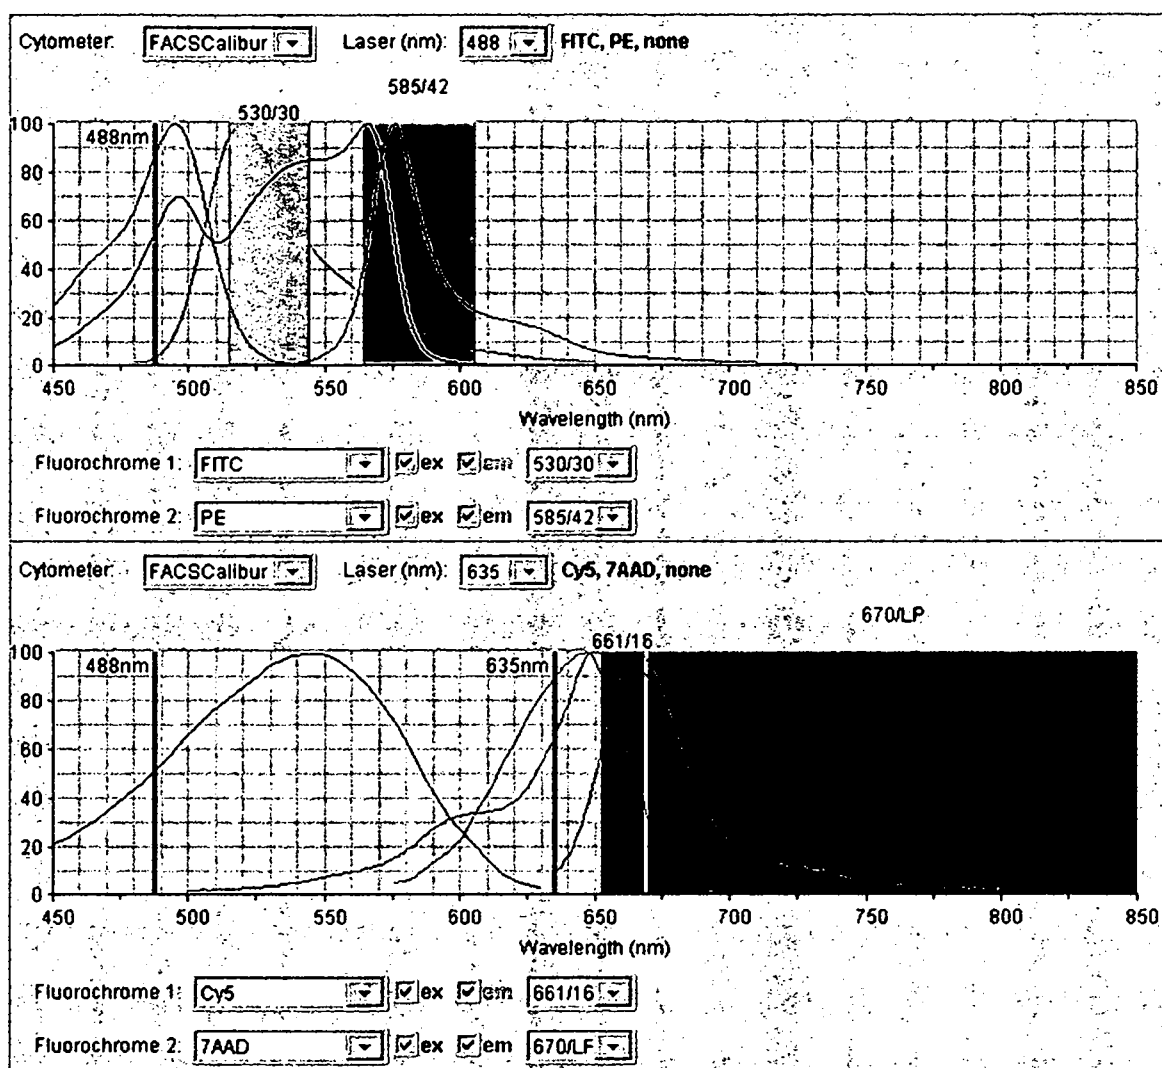 Cytometer: FACSCalibur Laser (nm): 488 FITC, PE, none
585/42
530/30
488nm
100
80
60
40
20
0
450 500 550 600 650 700 750 800 850
Wavelength (nm)
Fluorochrome 1: FITC ex em 530/30
Fluorochrome 2: PE ex em 585/42
Cytometer: FACSCalibur Laser (nm): 635 Cy5, 7AAD, none
670/LP
661/16
488nm 635nm
100
80
60
40
20
0
450 500 550 600 650 700 750 800 850
Wavelength (nm)
Fluorochrome 1: Cy5 ex em 661/16
Fluorochrome 2: 7AAD ex em 670/LF